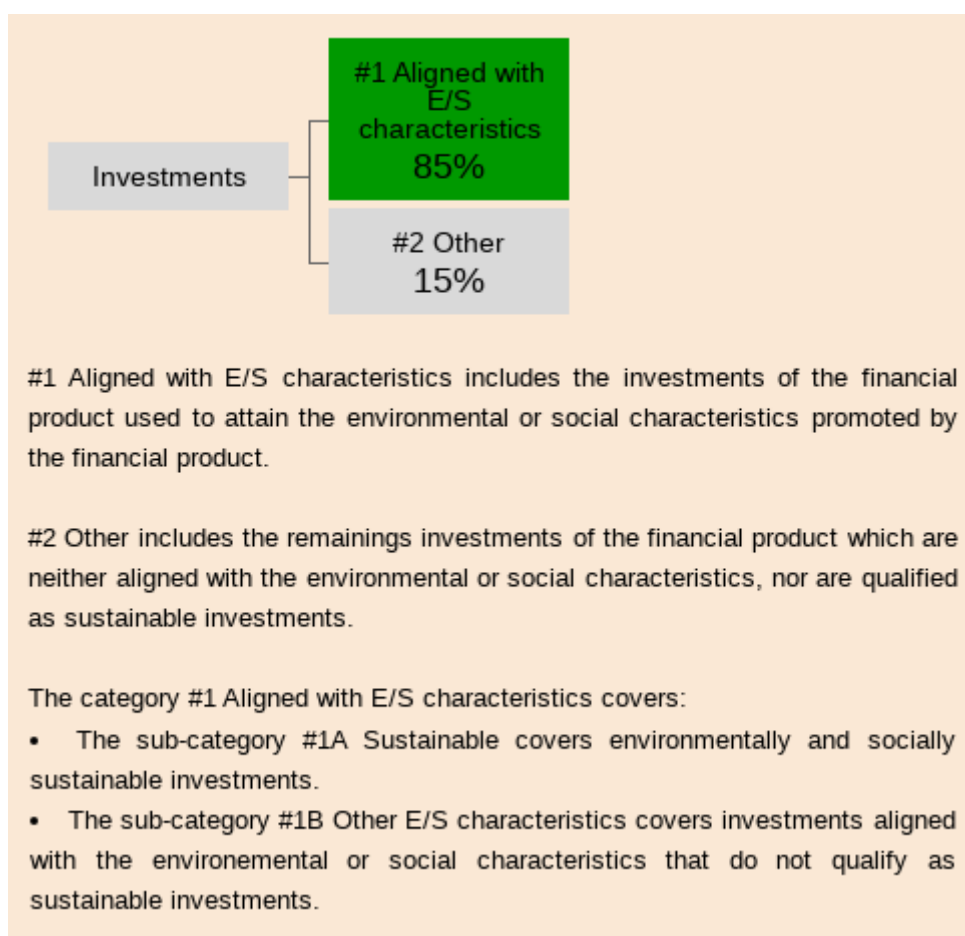 #1 Aligned with
E/S
characteristics
85%
Investments
#2 Other
15%
#1 Aligned with E/S characteristics includes the investments of the financial
product used to attain the environmental or social characteristics promoted by
the financial product.
#2 Other includes the remainings investments of the financial product which are
neither aligned with the environmental or social characteristics, nor are qualified
as sustainable investments.
The category #1 Aligned with E/S characteristics covers:
• The sub-category #1A Sustainable covers environmentally and socially
sustainable investments.
• The sub-category #1B Other E/S characteristics covers investments aligned
with the environemental or social characteristics that do not qualify as
sustainable investments.